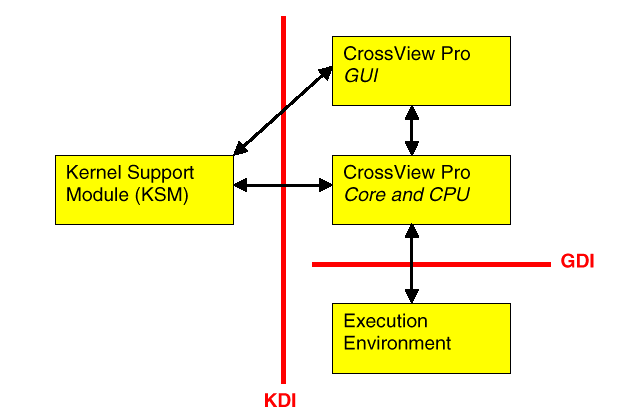 CrossView Pro
GUI
Kernel Support
Module (KSM)
CrossView Pro
Core and CPU
GDI
Execution
Environment
KDI